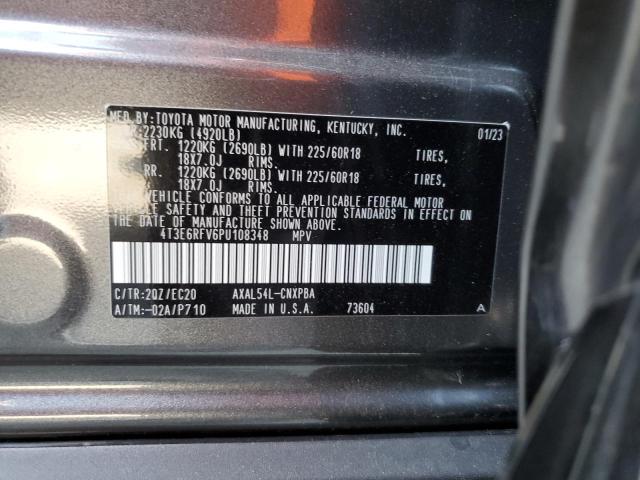 MFD.BY:TOYOTA MOTOR MANUFACTURING, KENTUCKY, INC. 01/23
2230KG (4920LB)
FRT. 1220KG (2690LB) WITH 225/60R18 TIRES,
18X7.0J RIMS.
RR. 1220KG (2690LB) WITH 225/60R18 TIRES,
18X7.0J RIMS.
VEHICLE CONFORMS TO ALL APPLICABLE FEDERAL MOTOR
SAFETY AND THEFT PREVENTION STANDARDS IN EFFECT
THE DATE OF MANUFACTURE SHOWN ABOVE.
4T3E6RFV6PU108348 MPV
C/TR:20Z/EC20 AXAL54L-CNXPBA
A/TM:-02A/P710 MADE IN U.S.A. 73604 A